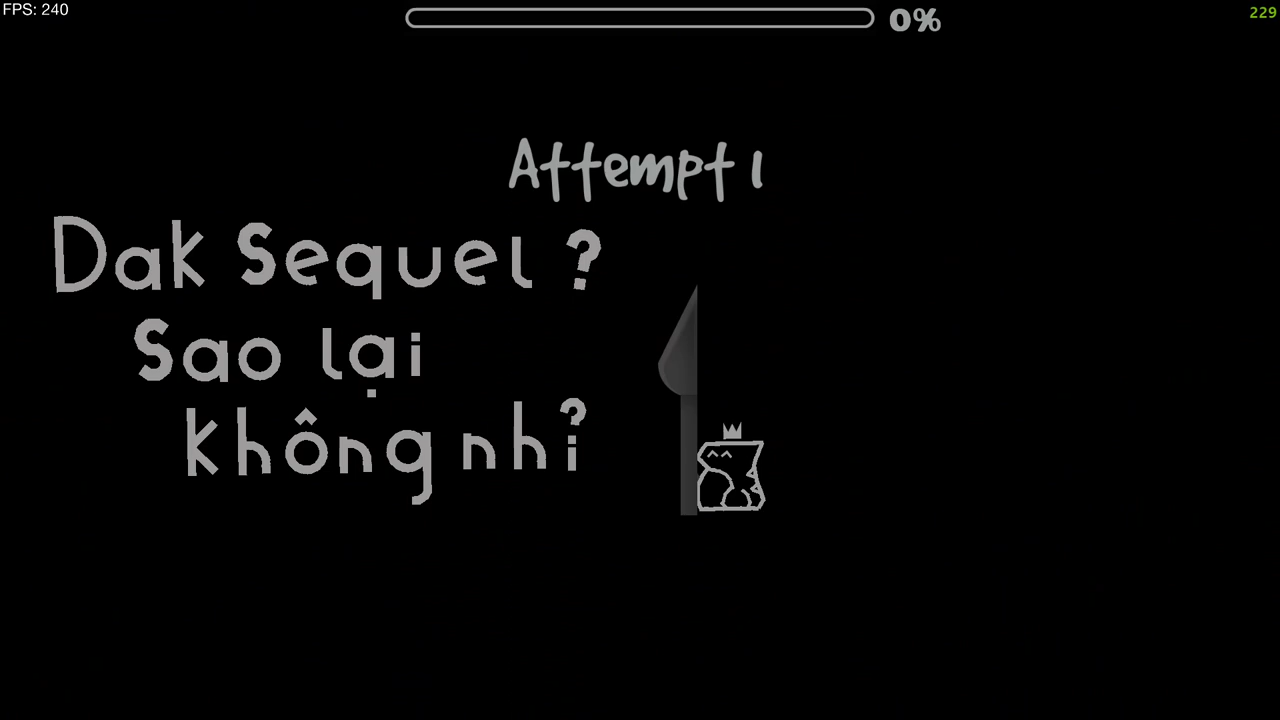 FPS: 240
0%
229
Attempt 1
Dak Sequel ?
Sao lại
không nhỉ